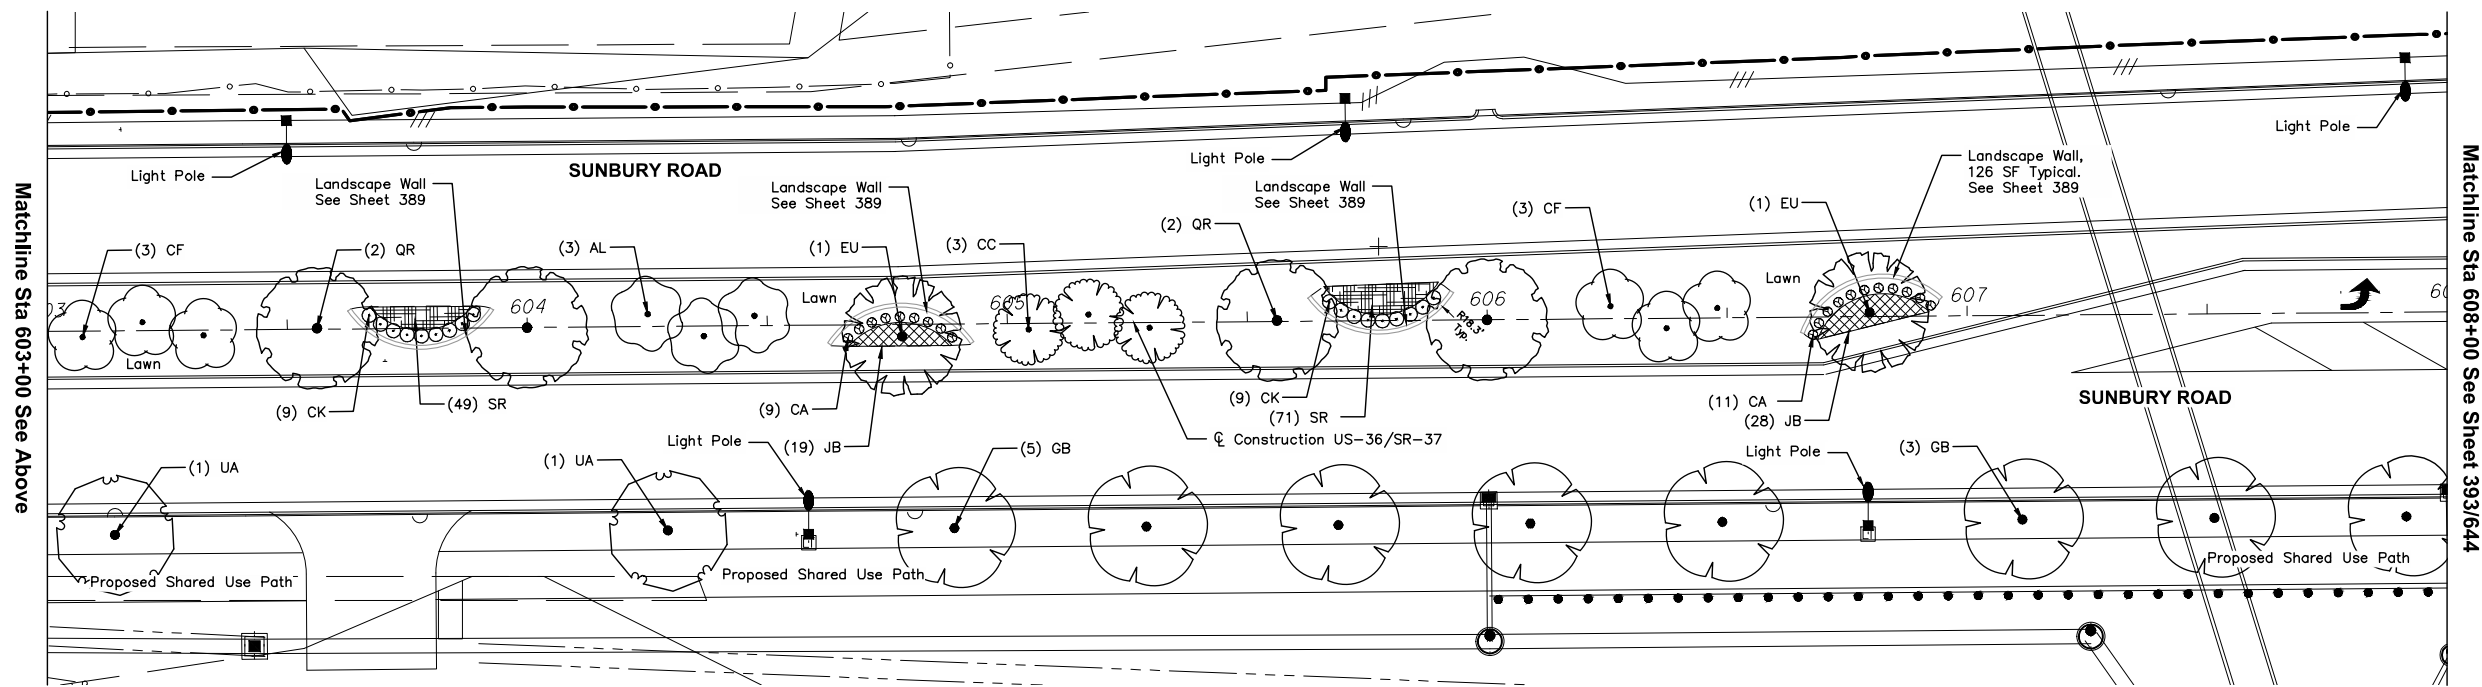 Matchline Sta 603+00 See Above
Light Pole
SUNBURY ROAD
Landscape Wall
See Sheet 389
Landscape Wall
See Sheet 389
Light Pole
Landscape Wall
See Sheet 389
Light Pole
Landscape Wall,
126 SF Typical.
See Sheet 389
(3) CF
(2) QR
(3) AL
(1) EU
(3) CC
(2) QR
(3) CF
(1) EU
Lawn
604
Lawn
605
606
R18.3'
Typ.
Lawn
607
(9) CK
(49) SR
(9) CA
(19) JB
(9) CK
(71) SR
℄ Construction US-36/SR-37
(11) CA
(28) JB
SUNBURY ROAD
(1) UA
(1) UA
Light Pole
(5) GB
Light Pole
(3) GB
Proposed Shared Use Path
Proposed Shared Use Path
Proposed Shared Use Path
Matchline Sta 608+00 See Sheet 393/644